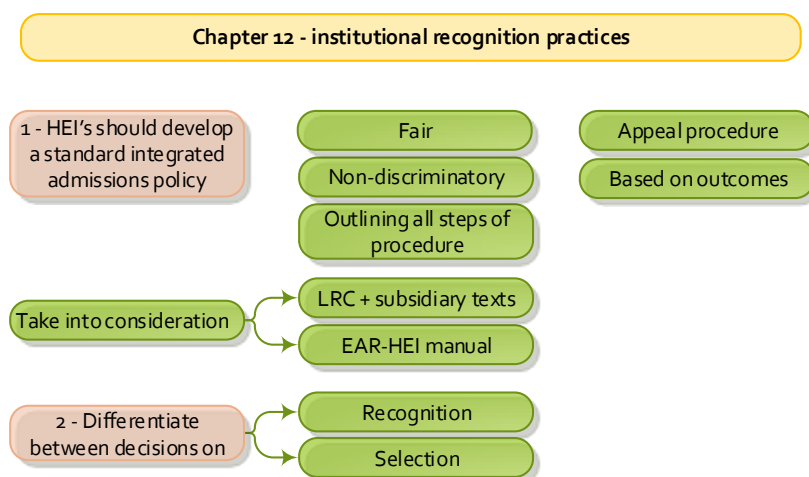 Chapter 12 - institutional recognition practices
1 - HEI's should develop
a standard integrated
admissions policy
Fair
Non-discriminatory
Outlining all steps of
procedure
Appeal procedure
Based on outcomes
Take into consideration
LRC + subsidiary texts
EAR-HEI manual
2 - Differentiate
between decisions on
Recognition
Selection